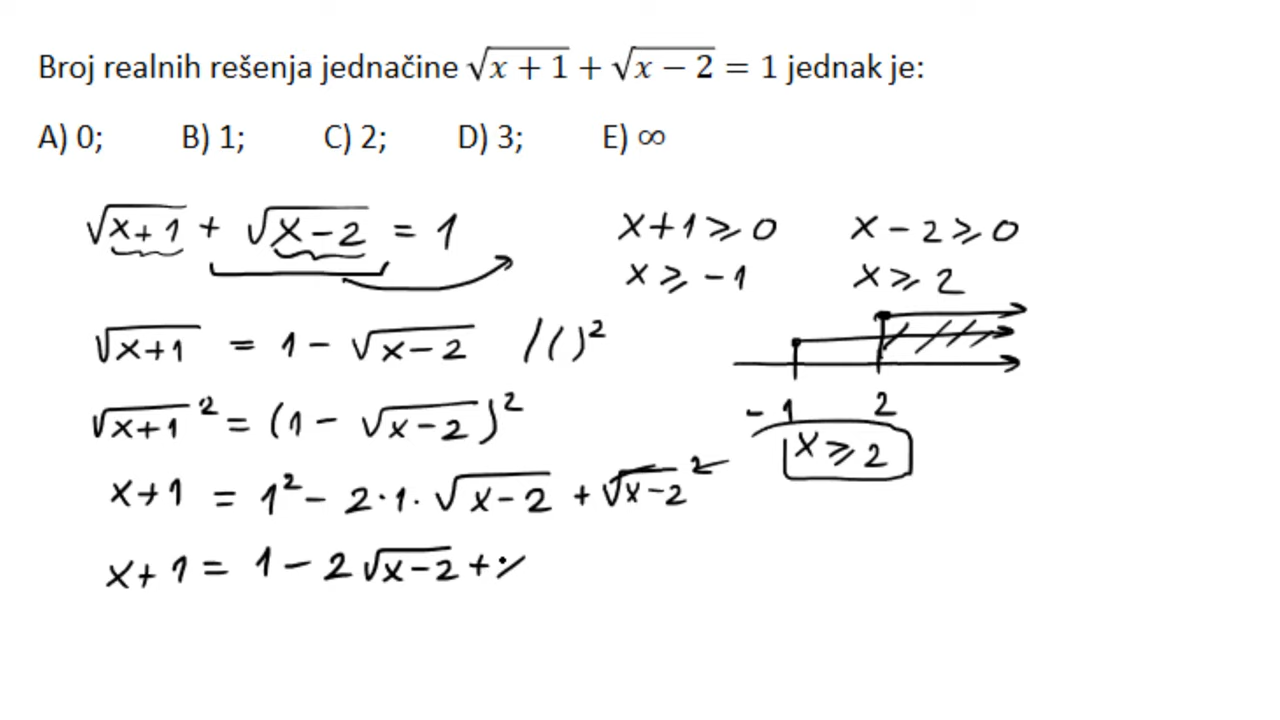 Broj realnih rešenja jednačine √(x + 1) + √(x − 2) = 1 jednak je:
A) 0; B) 1; C) 2; D) 3; E) ∞
√(x+1) + √(x−2) = 1
x+1 ⩾ 0 x−2 ⩾ 0
x ⩾ −1 x ⩾ 2
√(x+1) = 1 − √(x−2) /( )²
−1 2
x ⩾ 2
√(x+1)² = (1 − √(x−2))²
x+1 = 1² − 2·1·√(x−2) + √(x−2)²
x+1 = 1 − 2√(x−2) +